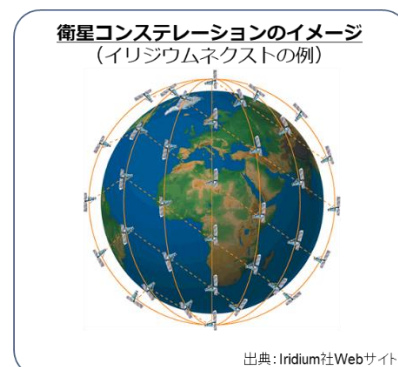 衛星コンステレーションのイメージ
（イリジウムネクストの例）
出典：Iridium社Webサイト